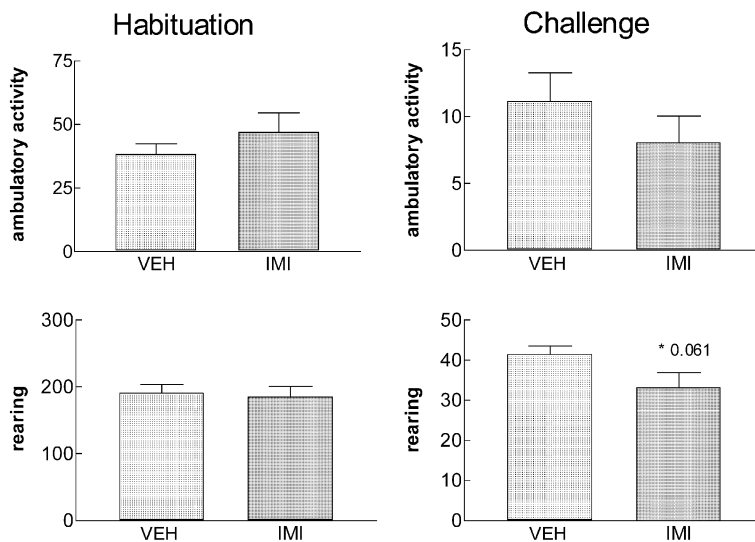 Habituation
Challenge
ambulatory activity
75
50
25
0
VEH IMI
ambulatory activity
15
10
5
0
VEH IMI
rearing
300
200
100
0
VEH IMI
rearing
50
40
30
20
10
0
* 0.061
VEH IMI